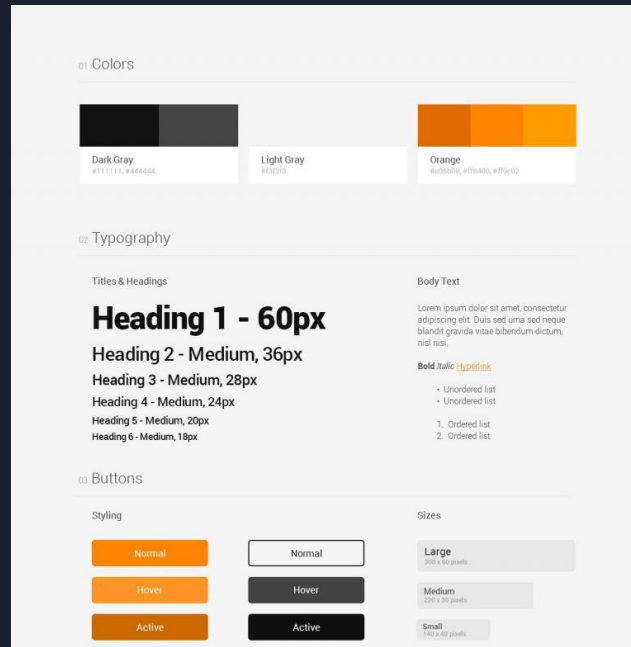 01 Colors
Dark Gray
#111111, #444444
Light Gray
#f3f3f3
Orange
#e06b00, #ff8400, #ff9c02
02 Typography
Titles & Headings
Heading 1 - 60px
Heading 2 - Medium, 36px
Heading 3 - Medium, 28px
Heading 4 - Medium, 24px
Heading 5 - Medium, 20px
Heading 6 - Medium, 18px
Body Text
Lorem ipsum dolor sit amet, consectetur
adipiscing elit. Duis sed urna sed neque
blandit gravida vitae bibendum dictum,
nisl nisi.
Bold Italic Hyperlink
• Unordered list
• Unordered list
1. Ordered list
2. Ordered list
03 Buttons
Styling
Normal
Hover
Active
Normal
Hover
Active
Sizes
Large
300 x 60 pixels
Medium
220 x 50 pixels
Small
140 x 40 pixels